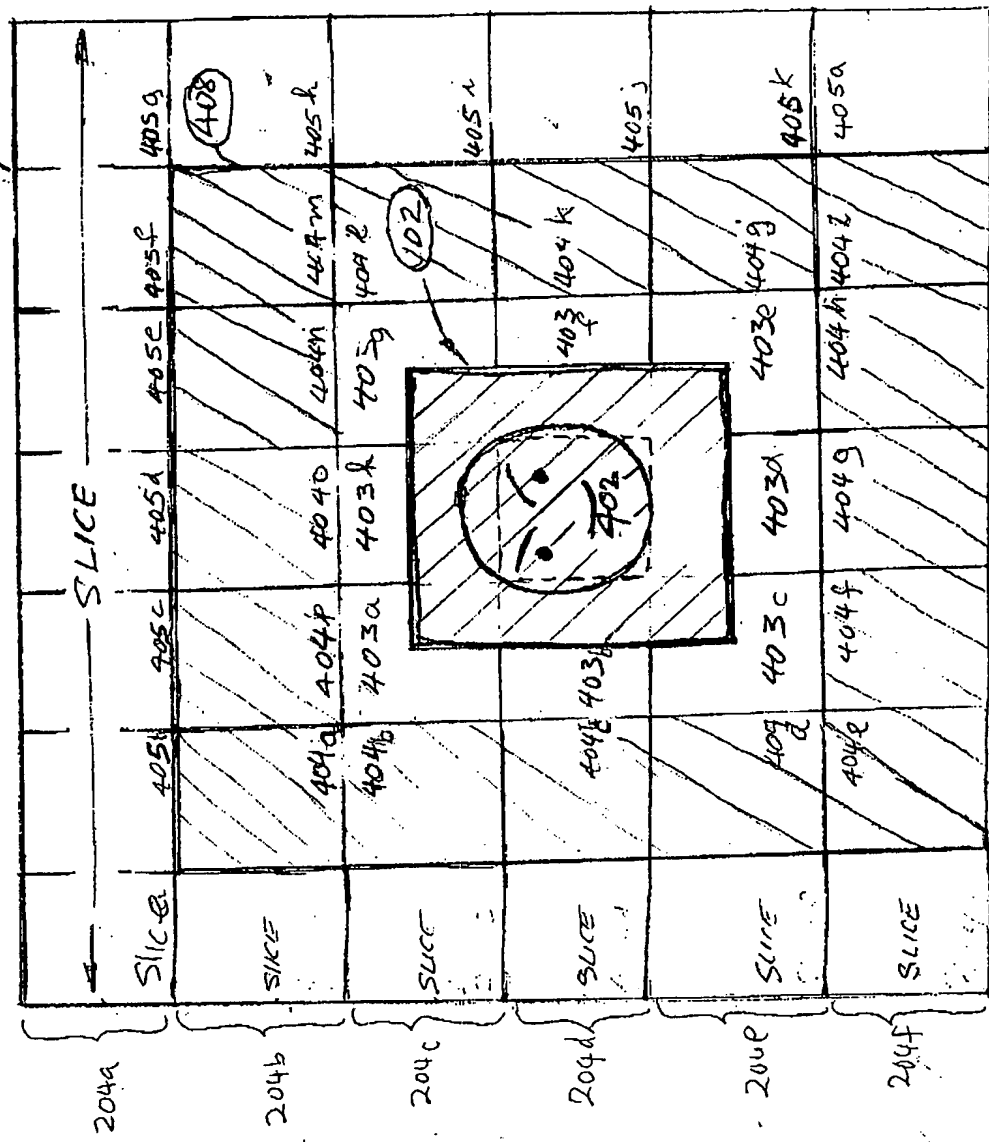 SLICE
204a Slice 405b 405c 405d 405e 405f 405g
408
204b SLICE 404a 404p 404o 404n 404m 405h
204c SLICE 404b 403a 403h 403g 404l 405i
102
204d SLICE 404c 403b 403f 404k 405j
402
204e SLICE 404d 403c 403d 403e 404j 405k
204f SLICE 404e 404f 404g 404h 404i 405a